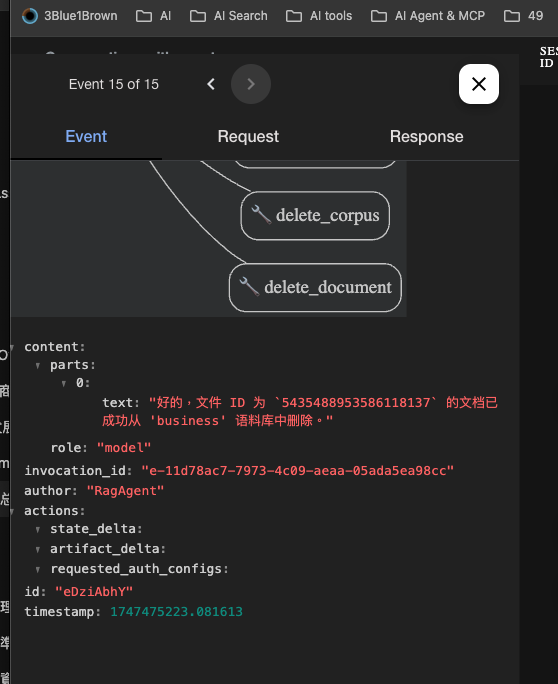 3Blue1Brown AI AI Search AI tools AI Agent & MCP 49
SES
ID
Event 15 of 15
Event Request Response
delete_corpus
delete_document
content:
parts:
0:
text: "好的，文件 ID 为 `5435488953586118137` 的文档已
成功从 'business' 语料库中删除。"
role: "model"
invocation_id: "e-11d78ac7-7973-4c09-aeaa-05ada5ea98cc"
author: "RagAgent"
actions:
state_delta:
artifact_delta:
requested_auth_configs:
id: "eDziAbhY"
timestamp: 1747475223.081613